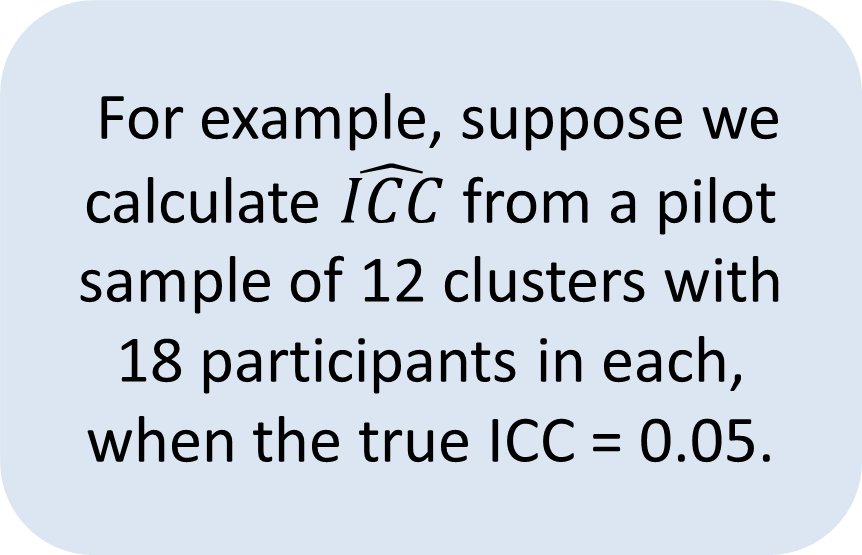 For example, suppose we
calculate $\widehat{ICC}$ from a pilot
sample of 12 clusters with
18 participants in each,
when the true ICC = 0.05.